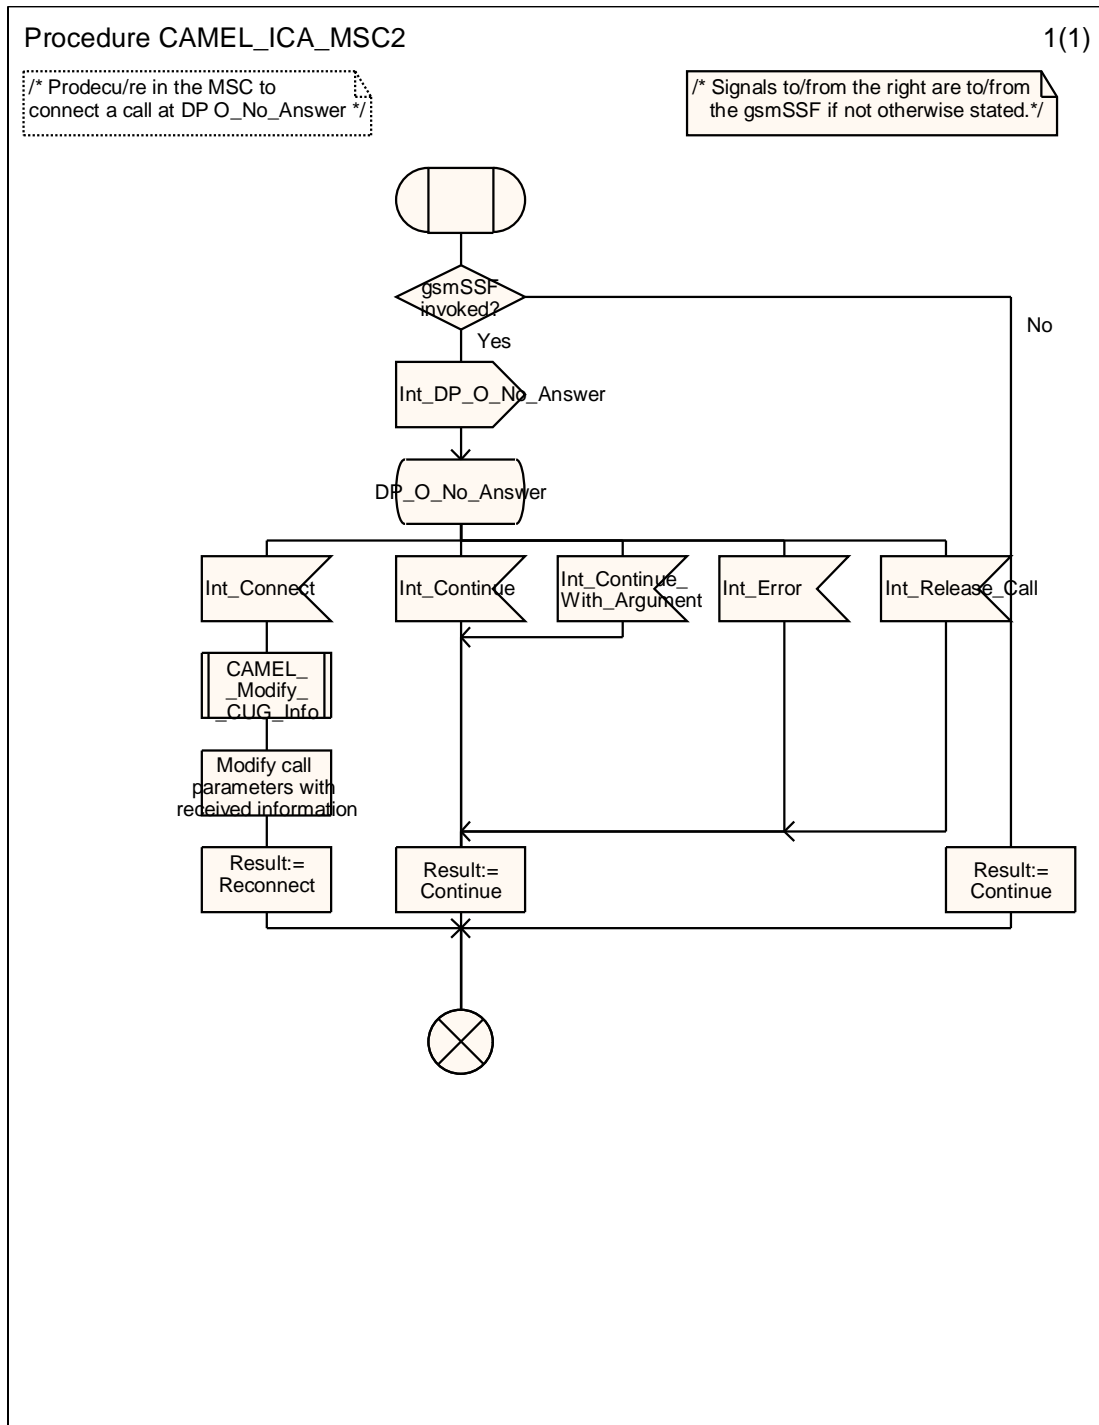 Procedure CAMEL_ICA_MSC2
1(1)
/* Prodecu/re in the MSC to
connect a call at DP O_No_Answer */
/* Signals to/from the right are to/from
the gsmSSF if not otherwise stated.*/
gsmSSF
invoked?
No
Yes
Int_DP_O_No_Answer
DP_O_No_Answer
Int_Connect
Int_Continue
Int_Continue_
With_Argument
Int_Error
Int_Release_Call
CAMEL_
_Modify_
_CUG_Info
Modify call
parameters with
received information
Result:=
Reconnect
Result:=
Continue
Result:=
Continue